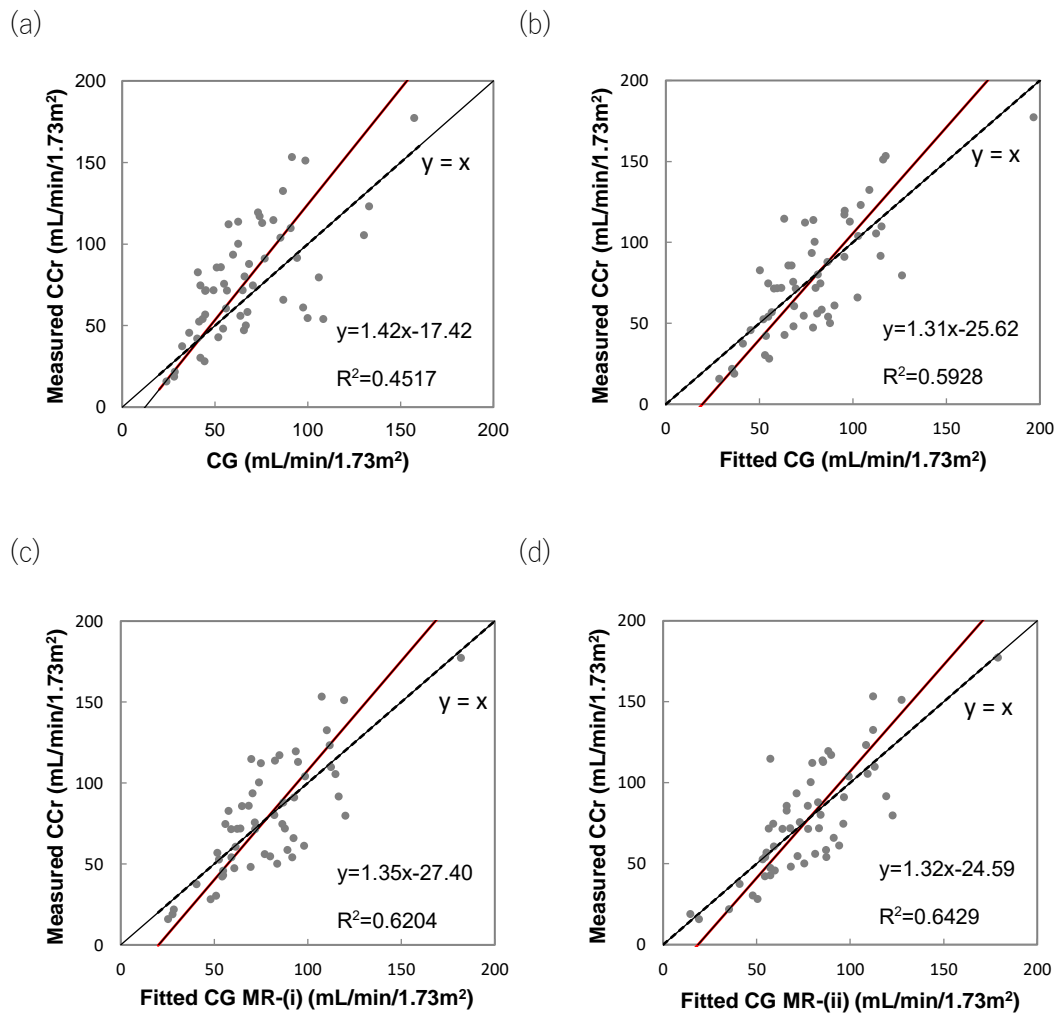 (a)
Measured CCr (mL/min/1.73m²)
200
150
100
50
0
y = x
y=1.42x-17.42
R²=0.4517
0 50 100 150 200
CG (mL/min/1.73m²)
(b)
Measured CCr (mL/min/1.73m²)
200
150
100
50
0
y = x
y=1.31x-25.62
R²=0.5928
0 50 100 150 200
Fitted CG (mL/min/1.73m²)
(c)
Measured CCr (mL/min/1.73m²)
200
150
100
50
0
y = x
y=1.35x-27.40
R²=0.6204
0 50 100 150 200
Fitted CG MR-(i) (mL/min/1.73m²)
(d)
Measured CCr (mL/min/1.73m²)
200
150
100
50
0
y = x
y=1.32x-24.59
R²=0.6429
0 50 100 150 200
Fitted CG MR-(ii) (mL/min/1.73m²)